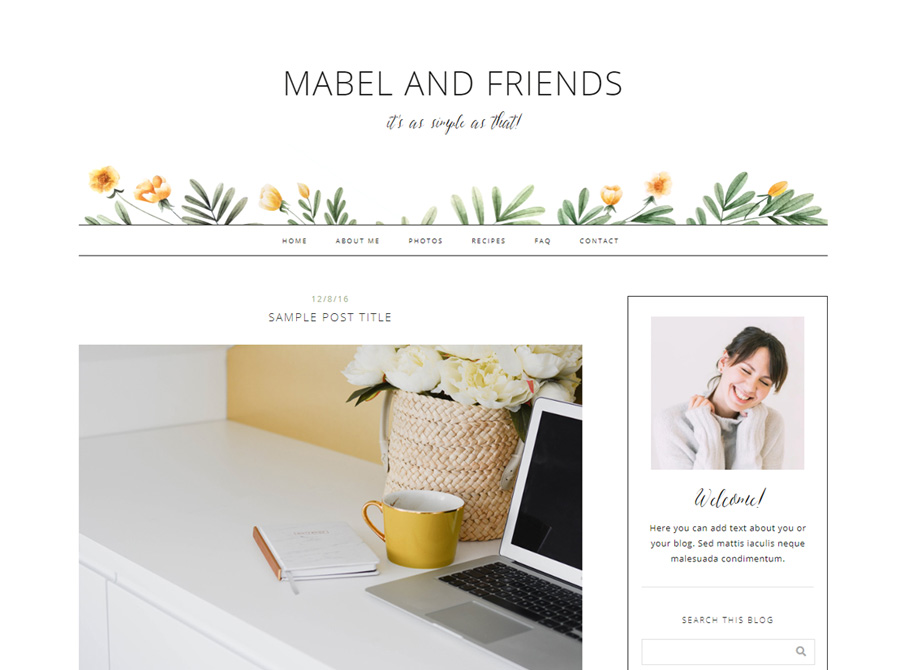 MABEL AND FRIENDS
it's as simple as that!
HOME ABOUT ME PHOTOS RECIPES FAQ CONTACT
12/8/16
SAMPLE POST TITLE
Welcome!
Here you can add text about you or
your blog. Sed mattis iaculis neque
malesuada condimentum.
SEARCH THIS BLOG